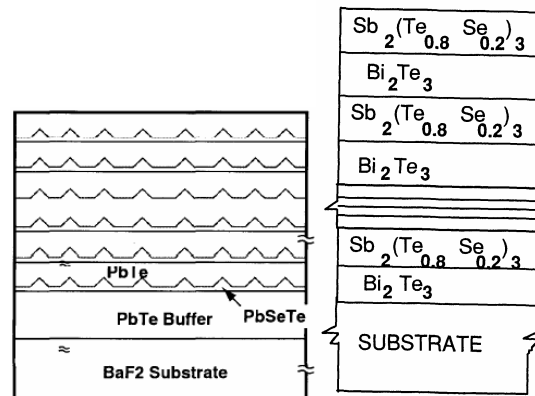 PbTe
PbSeTe
PbTe Buffer
BaF2 Substrate
Sb₂(Te₀.₈ Se₀.₂)₃
Bi₂Te₃
Sb₂(Te₀.₈ Se₀.₂)₃
Bi₂Te₃
Sb₂(Te₀.₈ Se₀.₂)₃
Bi₂Te₃
SUBSTRATE